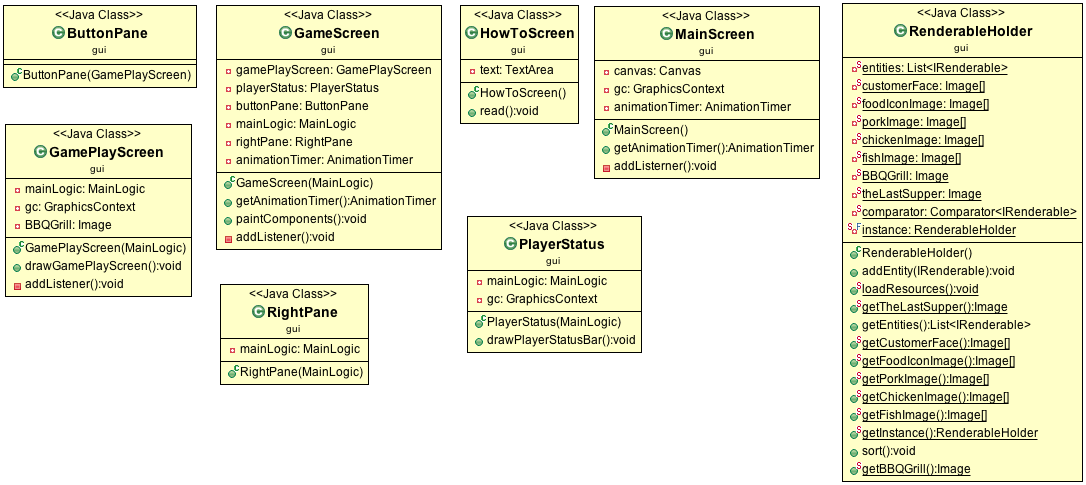 <<Java Class>>
ButtonPane
gui
ButtonPane(GamePlayScreen)
<<Java Class>>
GamePlayScreen
gui
mainLogic: MainLogic
gc: GraphicsContext
BBQGrill: Image
GamePlayScreen(MainLogic)
drawGamePlayScreen():void
addListener():void
<<Java Class>>
GameScreen
gui
gamePlayScreen: GamePlayScreen
playerStatus: PlayerStatus
buttonPane: ButtonPane
mainLogic: MainLogic
rightPane: RightPane
animationTimer: AnimationTimer
GameScreen(MainLogic)
getAnimationTimer():AnimationTimer
paintComponents():void
addListener():void
<<Java Class>>
RightPane
gui
mainLogic: MainLogic
RightPane(MainLogic)
<<Java Class>>
HowToScreen
gui
text: TextArea
HowToScreen()
read():void
<<Java Class>>
MainScreen
gui
canvas: Canvas
gc: GraphicsContext
animationTimer: AnimationTimer
MainScreen()
getAnimationTimer():AnimationTimer
addListerner():void
<<Java Class>>
PlayerStatus
gui
mainLogic: MainLogic
gc: GraphicsContext
PlayerStatus(MainLogic)
drawPlayerStatusBar():void
<<Java Class>>
RenderableHolder
gui
entities: List<IRenderable>
customerFace: Image[]
foodIconImage: Image[]
porkImage: Image[]
chickenImage: Image[]
fishImage: Image[]
BBQGrill: Image
theLastSupper: Image
comparator: Comparator<IRenderable>
instance: RenderableHolder
RenderableHolder()
addEntity(IRenderable):void
loadResources():void
getTheLastSupper():Image
getEntities():List<IRenderable>
getCustomerFace():Image[]
getFoodIconImage():Image[]
getPorkImage():Image[]
getChickenImage():Image[]
getFishImage():Image[]
getInstance():RenderableHolder
sort():void
getBBQGrill():Image